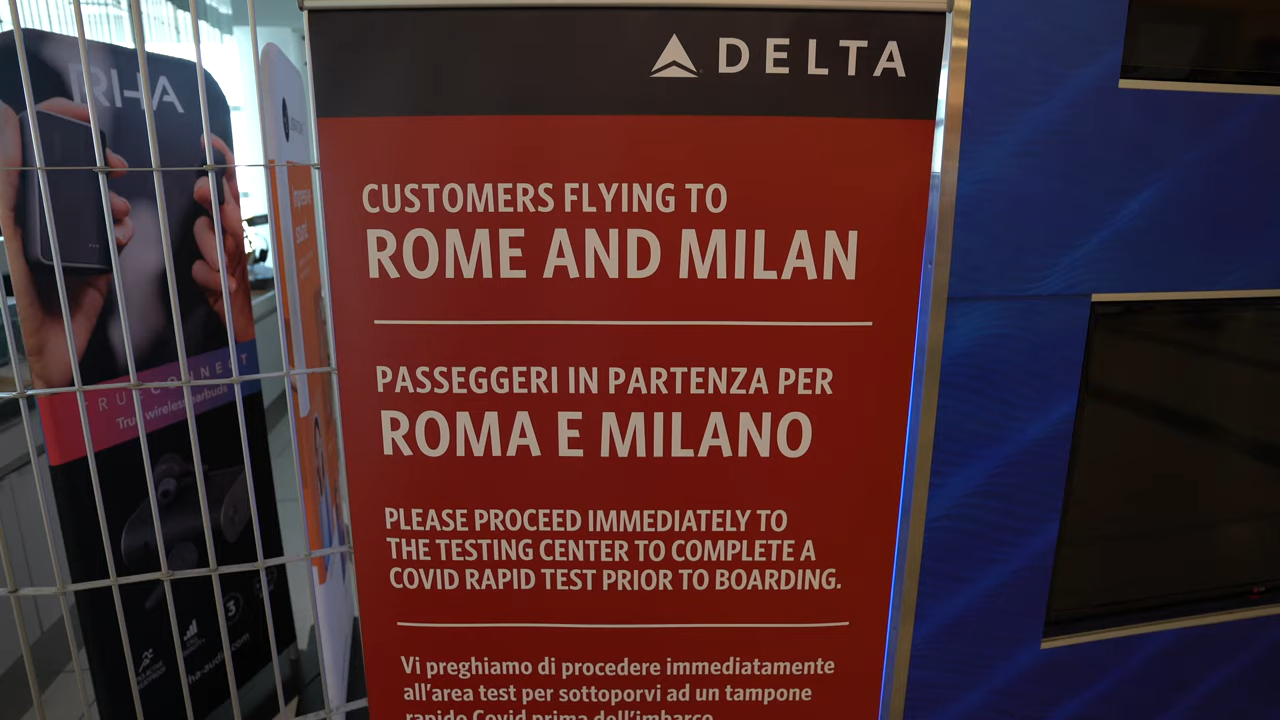 DELTA
CUSTOMERS FLYING TO
ROME AND MILAN
PASSEGGERI IN PARTENZA PER
ROMA E MILANO
PLEASE PROCEED IMMEDIATELY TO
THE TESTING CENTER TO COMPLETE A
COVID RAPID TEST PRIOR TO BOARDING.
Vi preghiamo di procedere immediatamente
all'area test per sottoporvi ad un tampone
rapido Covid prima dell'imbarco
RHA
TRUECONNECT
True wireless earbuds